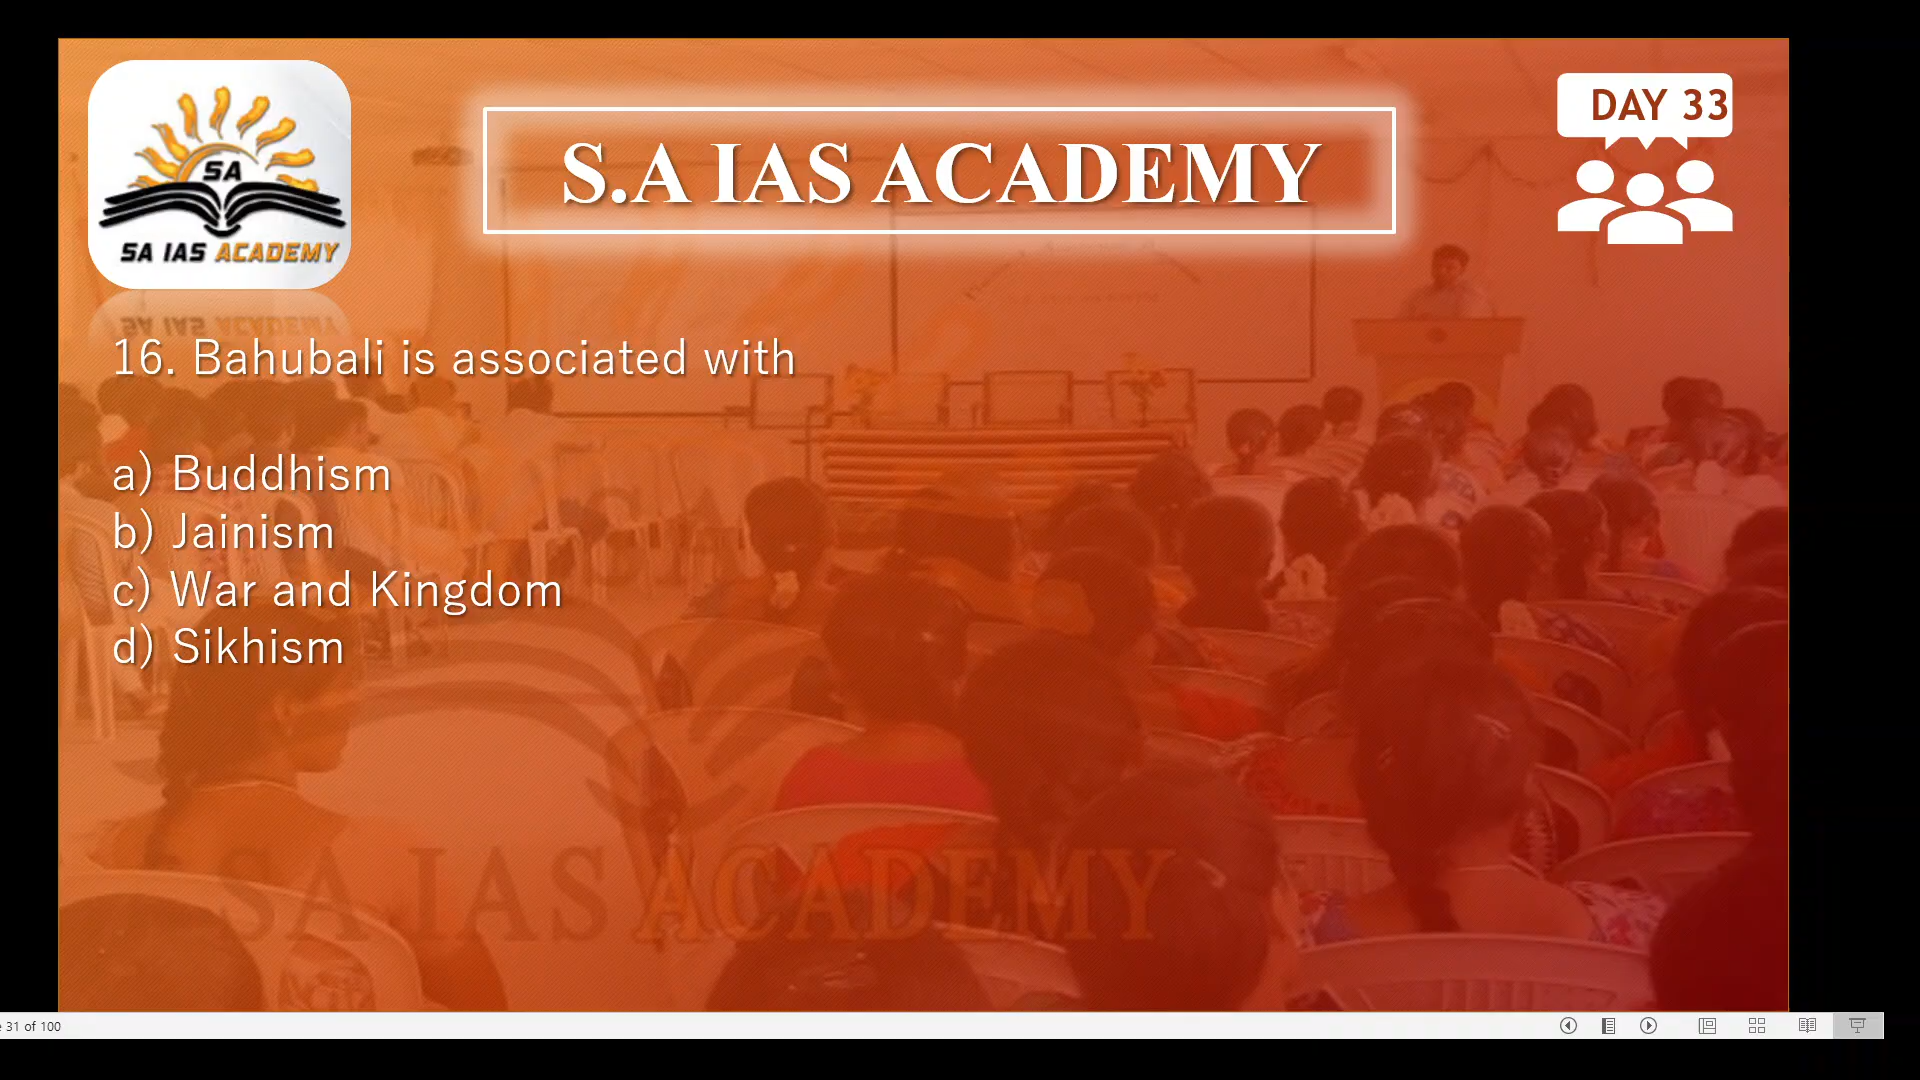 SA
SA IAS ACADEMY
S.A IAS ACADEMY
DAY 33
16. Bahubali is associated with
a) Buddhism
b) Jainism
c) War and Kingdom
d) Sikhism
SA IAS ACADEMY
31 of 100